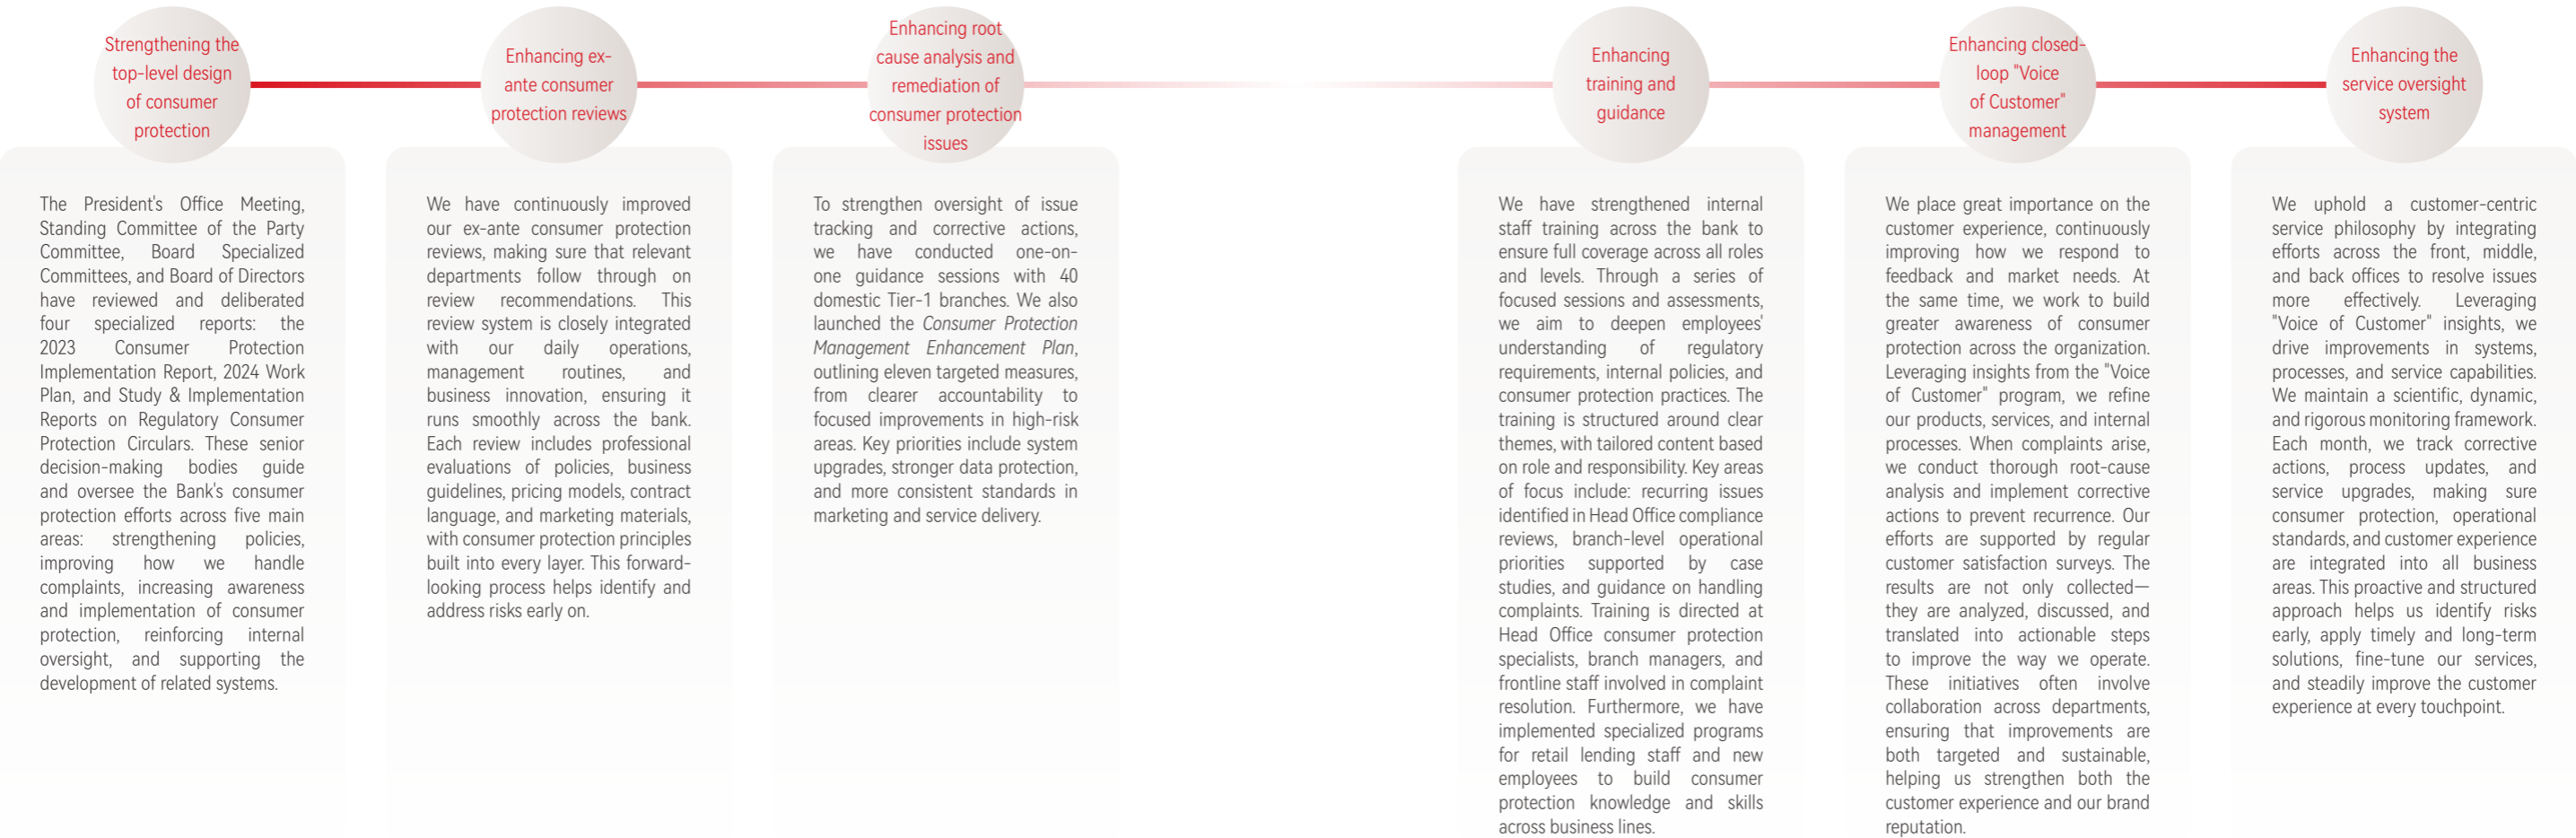 Strengthening the
top-level design
of consumer
protection
The President's Office Meeting,
Standing Committee of the Party
Committee, Board Specialized
Committees, and Board of Directors
have reviewed and deliberated
four specialized reports: the
2023 Consumer Protection
Implementation Report, 2024 Work
Plan, and Study & Implementation
Reports on Regulatory Consumer
Protection Circulars. These senior
decision-making bodies guide
and oversee the Bank's consumer
protection efforts across five main
areas: strengthening policies,
improving how we handle
complaints, increasing awareness
and implementation of consumer
protection, reinforcing internal
oversight, and supporting the
development of related systems.
Enhancing ex-
ante consumer
protection reviews
We have continuously improved
our ex-ante consumer protection
reviews, making sure that relevant
departments follow through on
review recommendations. This
review system is closely integrated
with our daily operations,
management routines, and
business innovation, ensuring it
runs smoothly across the bank.
Each review includes professional
evaluations of policies, business
guidelines, pricing models, contract
language, and marketing materials,
with consumer protection principles
built into every layer. This forward-
looking process helps identify and
address risks early on.
Enhancing root
cause analysis and
remediation of
consumer protection
issues
To strengthen oversight of issue
tracking and corrective actions,
we have conducted one-on-
one guidance sessions with 40
domestic Tier-1 branches. We also
launched the Consumer Protection
Management Enhancement Plan,
outlining eleven targeted measures,
from clearer accountability to
focused improvements in high-risk
areas. Key priorities include system
upgrades, stronger data protection,
and more consistent standards in
marketing and service delivery.
Enhancing
training and
guidance
We have strengthened internal
staff training across the bank to
ensure full coverage across all roles
and levels. Through a series of
focused sessions and assessments,
we aim to deepen employees'
understanding of regulatory
requirements, internal policies, and
consumer protection practices. The
training is structured around clear
themes, with tailored content based
on role and responsibility. Key areas
of focus include: recurring issues
identified in Head Office compliance
reviews, branch-level operational
priorities supported by case
studies, and guidance on handling
complaints. Training is directed at
Head Office consumer protection
specialists, branch managers, and
frontline staff involved in complaint
resolution. Furthermore, we have
implemented specialized programs
for retail lending staff and new
employees to build consumer
protection knowledge and skills
across business lines.
Enhancing closed-
loop "Voice
of Customer"
management
We place great importance on the
customer experience, continuously
improving how we respond to
feedback and market needs. At
the same time, we work to build
greater awareness of consumer
protection across the organization.
Leveraging insights from the "Voice
of Customer" program, we refine
our products, services, and internal
processes. When complaints arise,
we conduct thorough root-cause
analysis and implement corrective
actions to prevent recurrence. Our
efforts are supported by regular
customer satisfaction surveys. The
results are not only collected—
they are analyzed, discussed, and
translated into actionable steps
to improve the way we operate.
These initiatives often involve
collaboration across departments,
ensuring that improvements are
both targeted and sustainable,
helping us strengthen both the
customer experience and our brand
reputation.
Enhancing the
service oversight
system
We uphold a customer-centric
service philosophy by integrating
efforts across the front, middle,
and back offices to resolve issues
more effectively. Leveraging
"Voice of Customer" insights, we
drive improvements in systems,
processes, and service capabilities.
We maintain a scientific, dynamic,
and rigorous monitoring framework.
Each month, we track corrective
actions, process updates, and
service upgrades, making sure
consumer protection, operational
standards, and customer experience
are integrated into all business
areas. This proactive and structured
approach helps us identify risks
early, apply timely and long-term
solutions, fine-tune our services,
and steadily improve the customer
experience at every touchpoint.